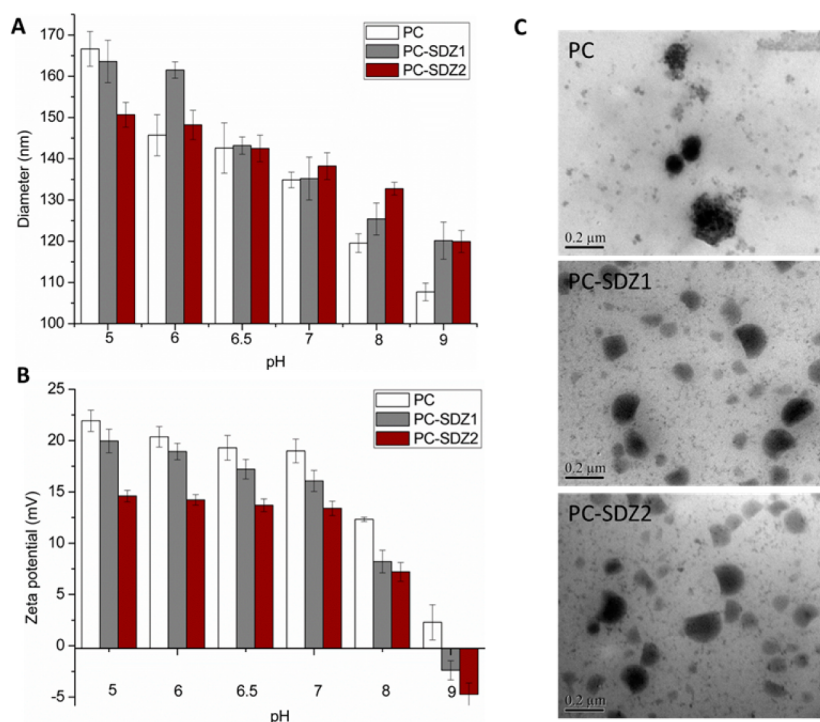 A
170
160
150
140
130
120
110
100
Diameter (nm)
PC
PC-SDZ1
PC-SDZ2
5 6 6.5 7 8 9
pH
B
25
20
15
10
5
0
-5
Zeta potential (mV)
PC
PC-SDZ1
PC-SDZ2
5 6 6.5 7 8 9
pH
C
PC
0.2 µm
PC-SDZ1
0.2 µm
PC-SDZ2
0.2 µm